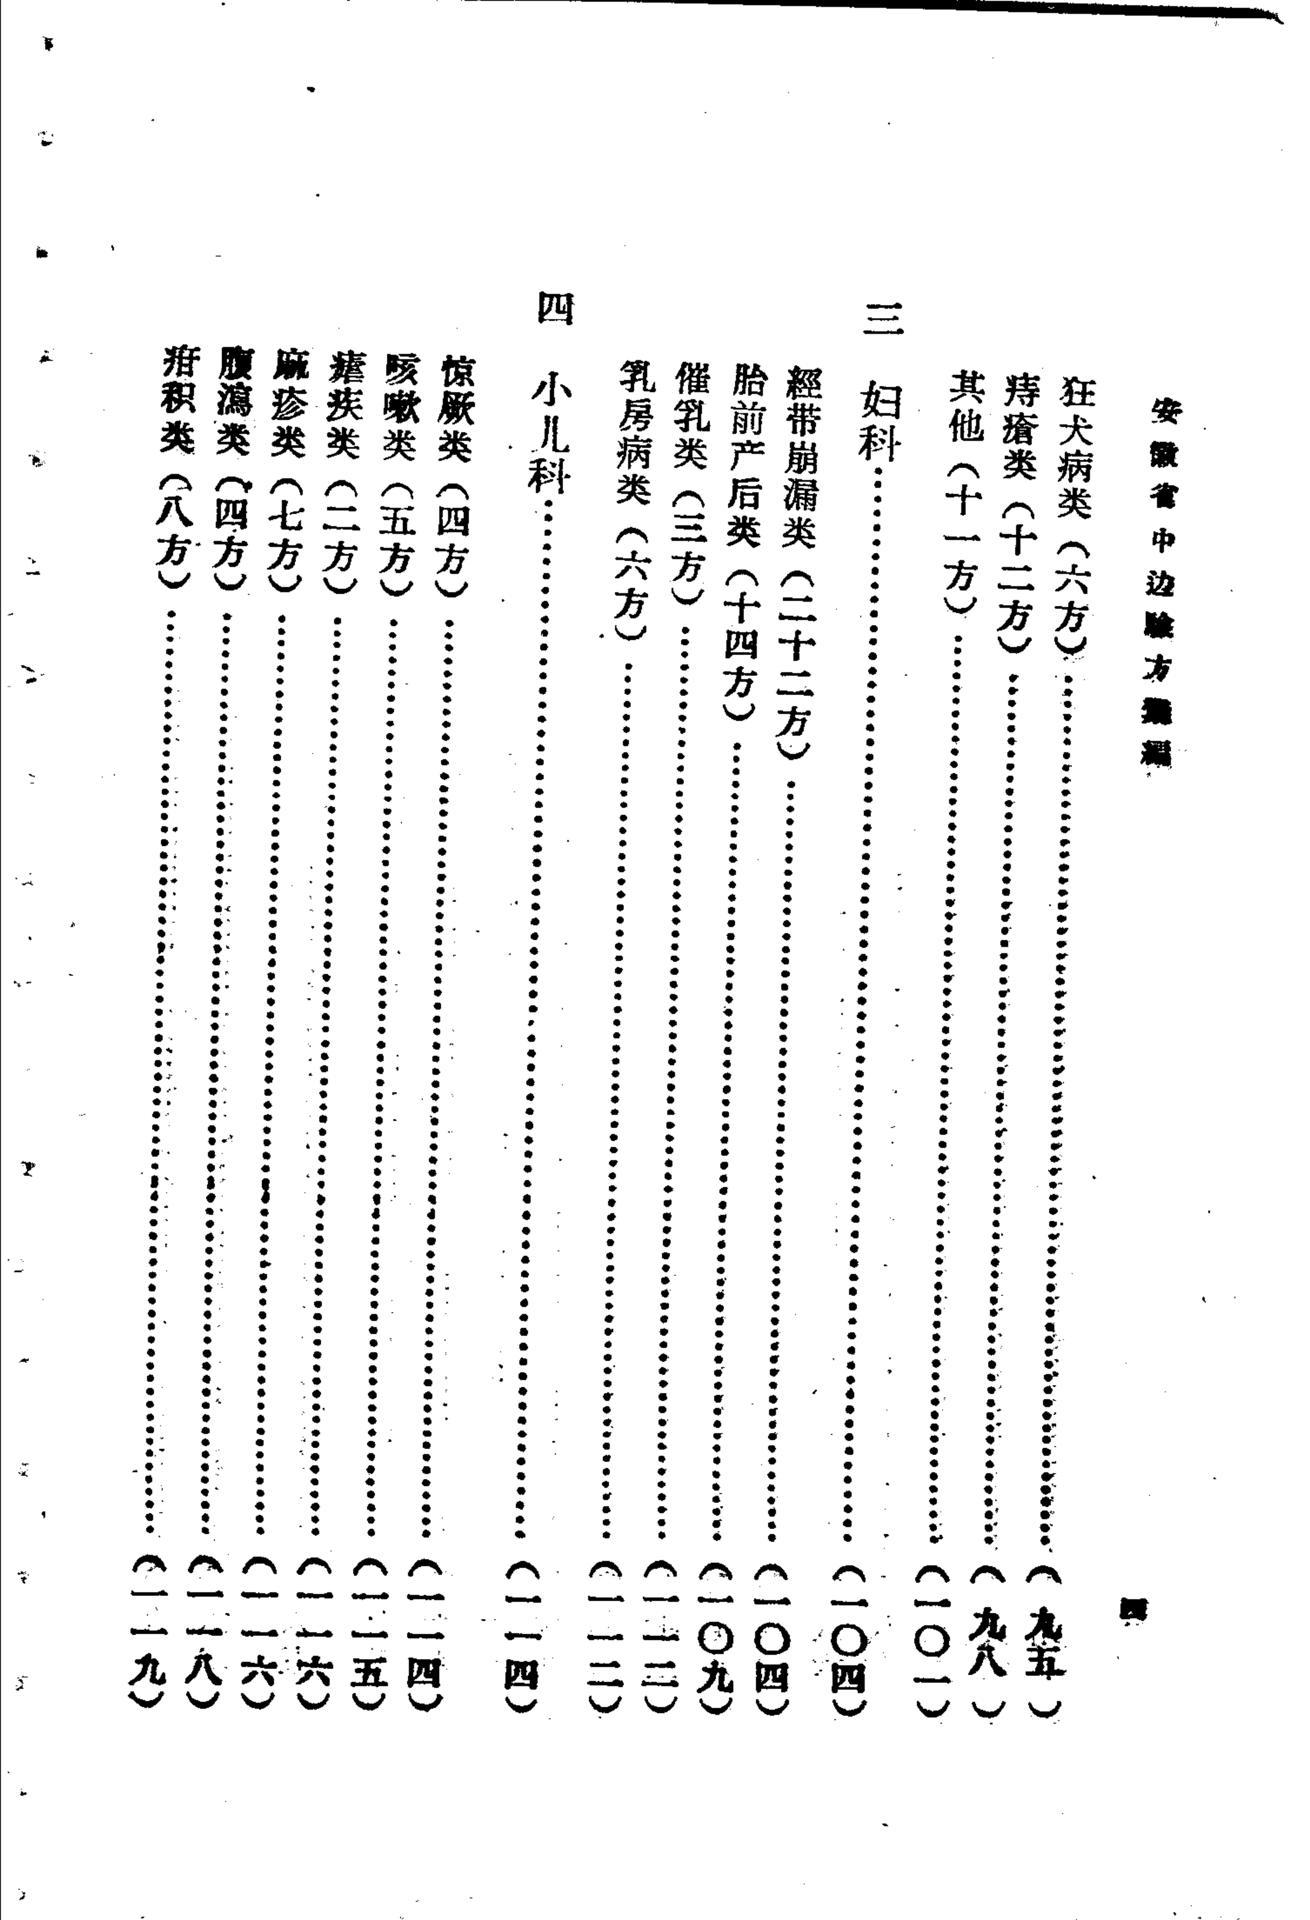 安徽省中边驗方
四
狂犬病类（六方）……（九五）
痔瘡类（十二方）……（九八）
其他（十一方）……（一〇一）
三　妇科……（一〇四）
經带崩漏类（二十二方）……（一〇四）
胎前产后类（十四方）……（一〇九）
催乳类（三方）……（一一二）
乳房病类（六方）……（一一二）
四　小儿科……（一一四）
惊厥类（四方）……（一一四）
咳嗽类（五方）……（一一五）
瘧疾类（二方）……（一一六）
麻疹类（七方）……（一一六）
腹瀉类（四方）……（一一八）
疳积类（八方）……（一一九）